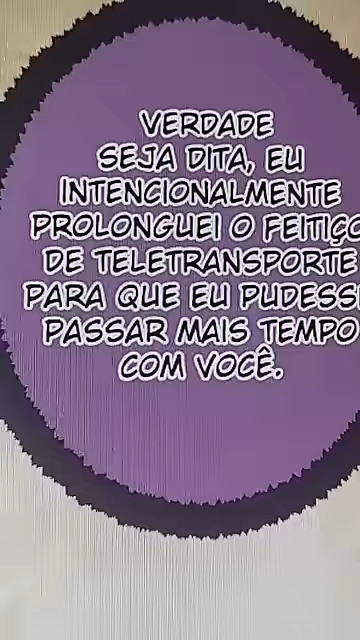 VERDADE
SEJA DITA, EU
INTENCIONALMENTE
PROLONGUEI O FEITIÇO
DE TELETRANSPORTE
PARA QUE EU PUDESSE
PASSAR MAIS TEMPO
COM VOCÊ.